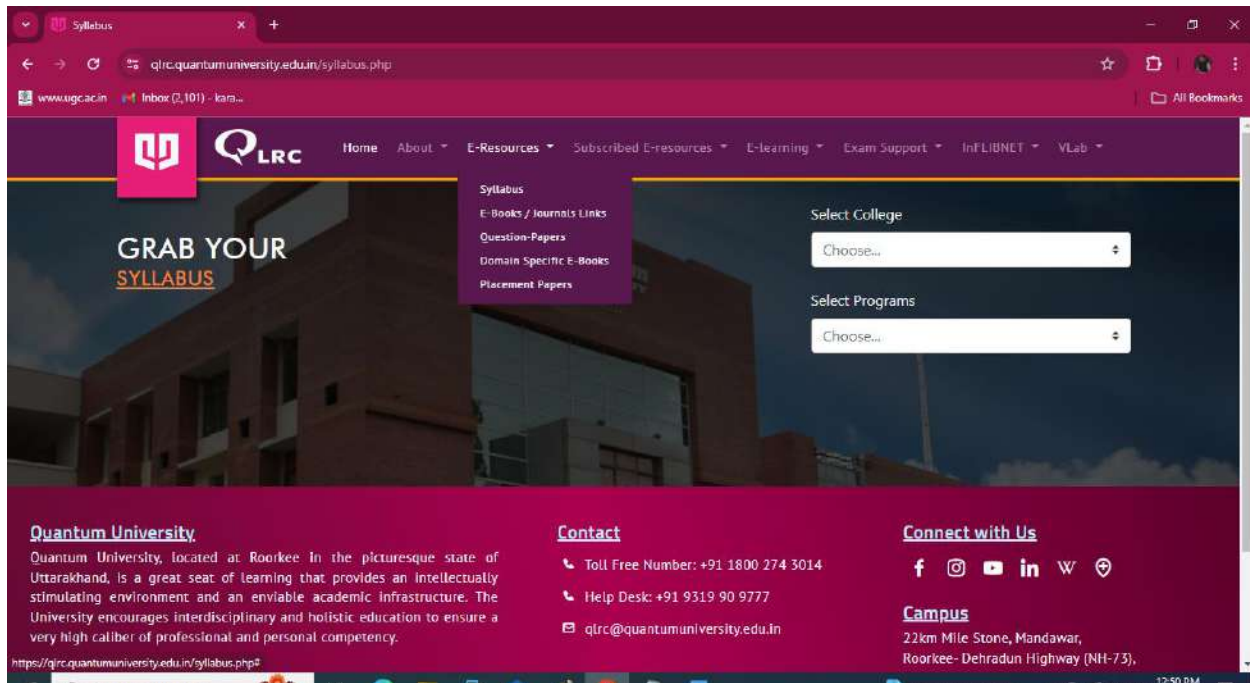 Syllabus
qlrc.quantumuniversity.edu.in/syllabus.php
www.ugc.ac.in Inbox (2,101) - kara... All Bookmarks
QLRC Home About E-Resources Subscribed E-resources E-learning Exam Support InFLIBNET VLab
Syllabus
E-Books / Journals Links
Question-Papers
Domain Specific E-Books
Placement Papers
GRAB YOUR
SYLLABUS
Select College
Choose...
Select Programs
Choose...
Quantum University
Quantum University, located at Roorkee in the picturesque state of
Uttarakhand, is a great seat of learning that provides an intellectually
stimulating environment and an enviable academic infrastructure. The
University encourages interdisciplinary and holistic education to ensure a
very high caliber of professional and personal competency.
Contact
Toll Free Number: +91 1800 274 3014
Help Desk: +91 9319 90 9777
qlrc@quantumuniversity.edu.in
Connect with Us
Campus
22km Mile Stone, Mandawar,
Roorkee- Dehradun Highway (NH-73),
https://qlrc.quantumuniversity.edu.in/syllabus.php#
12:50 PM